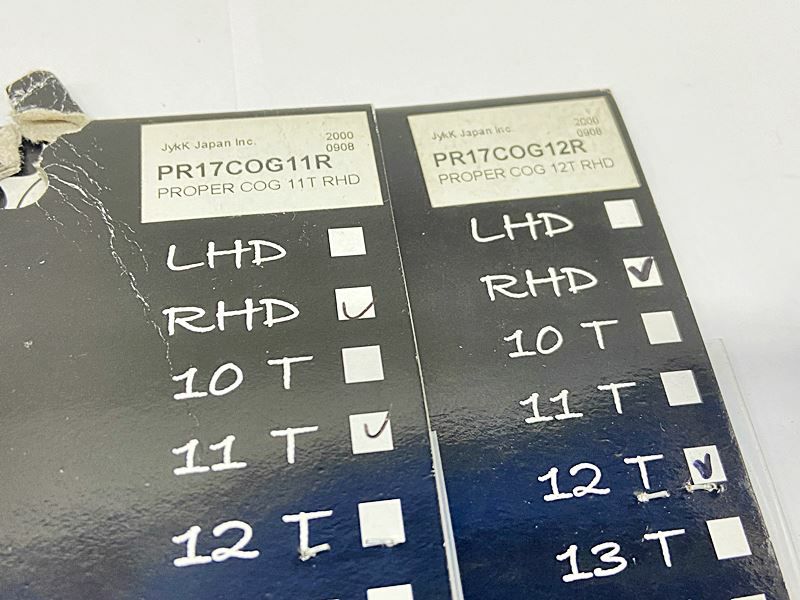 JykK Japan Inc. 2000
0908
PR17COG11R
PROPER COG 11T RHD
LHD
RHD
10 T
11 T
12 T
JykK Japan Inc. 2000
0908
PR17COG12R
PROPER COG 12T RHD
LHD
RHD
10 T
11 T
12 T
13 T